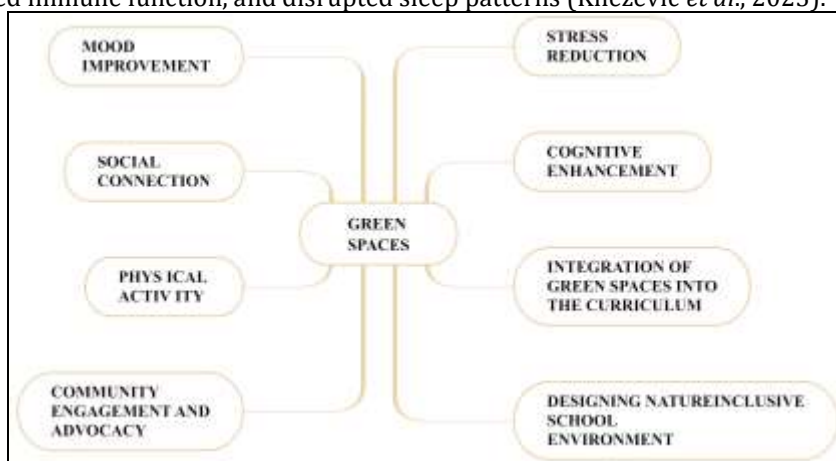 ed immune function, and disrupted sleep patterns (Knezevic et al., 2023).
MOOD
IMPROVEMENT
SOCIAL
CONNECTION
PHYS ICAL
ACTIV ITY
COMMUNITY
ENGAGEMENT AND
ADVOCACY
GREEN
SPACES
STRESS
REDUCTION
COGNITIVE
ENHANCEMENT
INTEGRATION OF
GREEN SPACES INTO
THE CURRICULUM
DESIGNING NATUREINCLUSIVE
SCHOOL
ENVIRONMENT